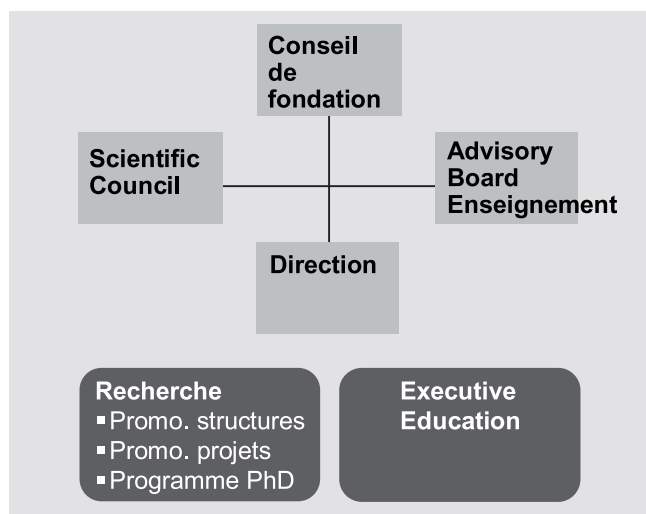 Conseil
de
fondation
Scientific
Council
Advisory
Board
Enseignement
Direction
Recherche
▪Promo. structures
▪Promo. projets
▪Programme PhD
Executive
Education